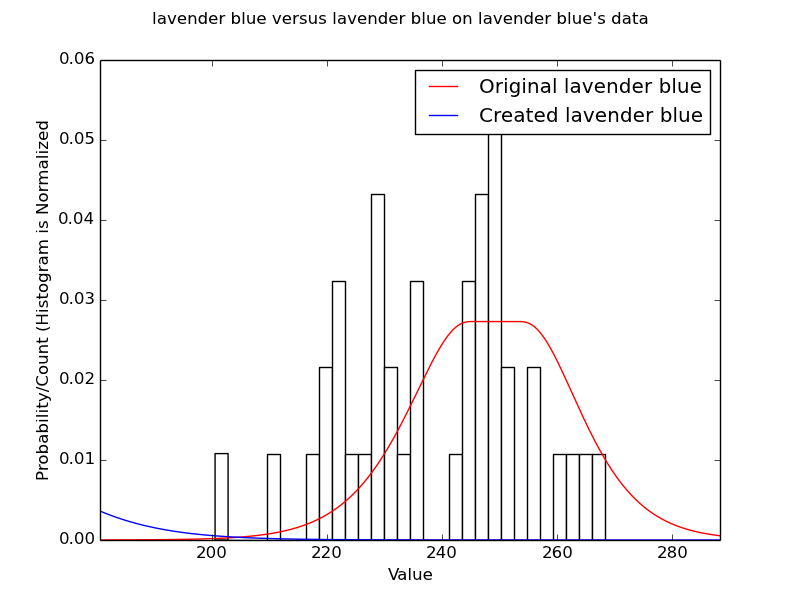 lavender blue versus lavender blue on lavender blue's data
0.06
0.05
0.04
0.03
0.02
0.01
0.00
Probability/Count (Histogram is Normalized
Original lavender blue
Created lavender blue
200
220
240
260
280
Value